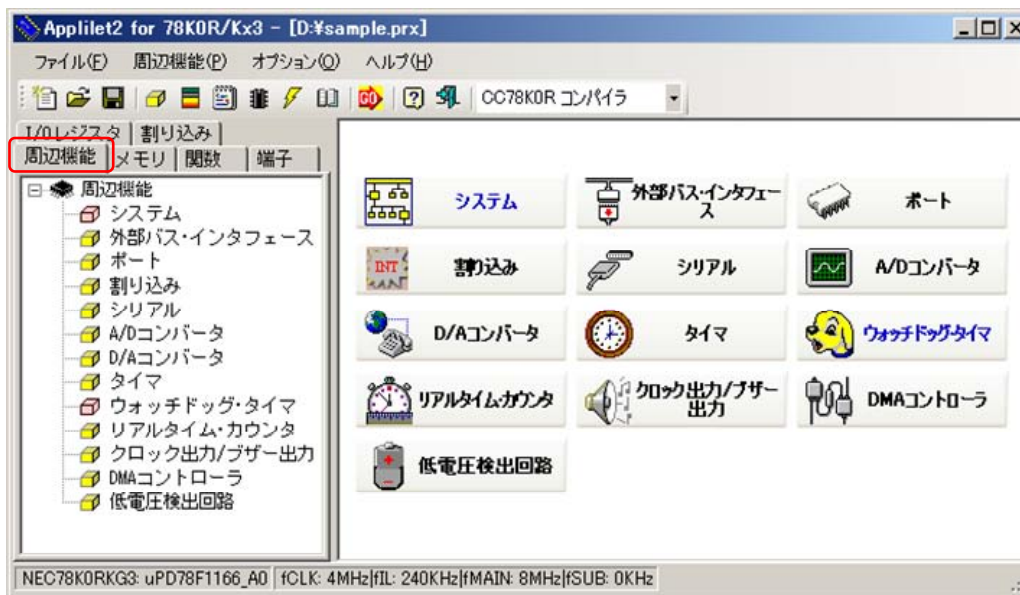 Applilet2 for 78K0R/Kx3 - [D:¥sample.prx]
ファイル(F) 周辺機能(P) オプション(O) ヘルプ(H)
GO CC78K0R コンパイラ
I/Oレジスタ 割り込み
周辺機能 メモリ 関数 端子
周辺機能
システム
外部バス・インタフェース
ポート
割り込み
シリアル
A/Dコンバータ
D/Aコンバータ
タイマ
ウォッチドッグ・タイマ
リアルタイム・カウンタ
クロック出力/ブザー出力
DMAコントローラ
低電圧検出回路
システム
外部バス・インタフェー
ス
ポート
INT 割り込み
シリアル
A/Dコンバータ
D/Aコンバータ
タイマ
ウォッチドッグ・タイマ
リアルタイム・カウンタ
クロック出力/ブザー
出力
DMAコントローラ
低電圧検出回路
NEC78K0RKG3: uPD78F1166_A0 fCLK: 4MHz|fIL: 240KHz|fMAIN: 8MHz|fSUB: 0KHz